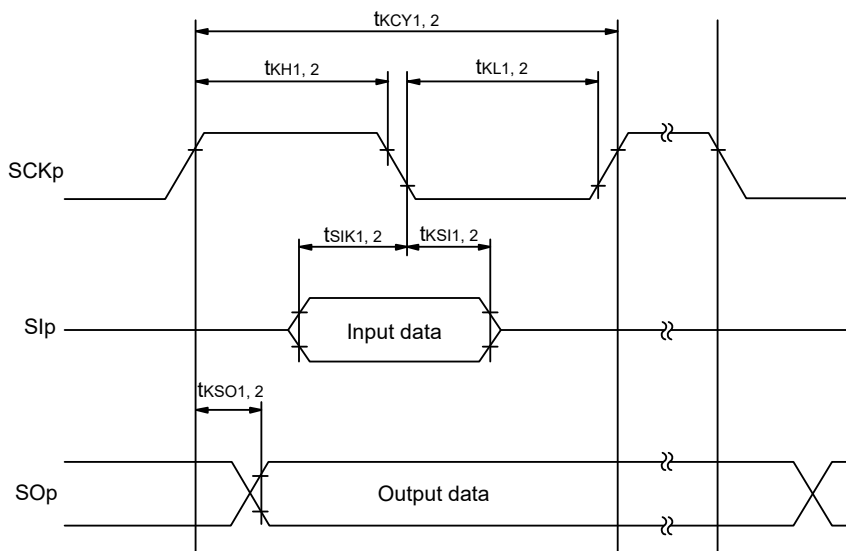 tKCY1, 2
tKH1, 2
tKL1, 2
SCKp
tSIK1, 2
tKSI1, 2
SIp
Input data
tKSO1, 2
SOp
Output data